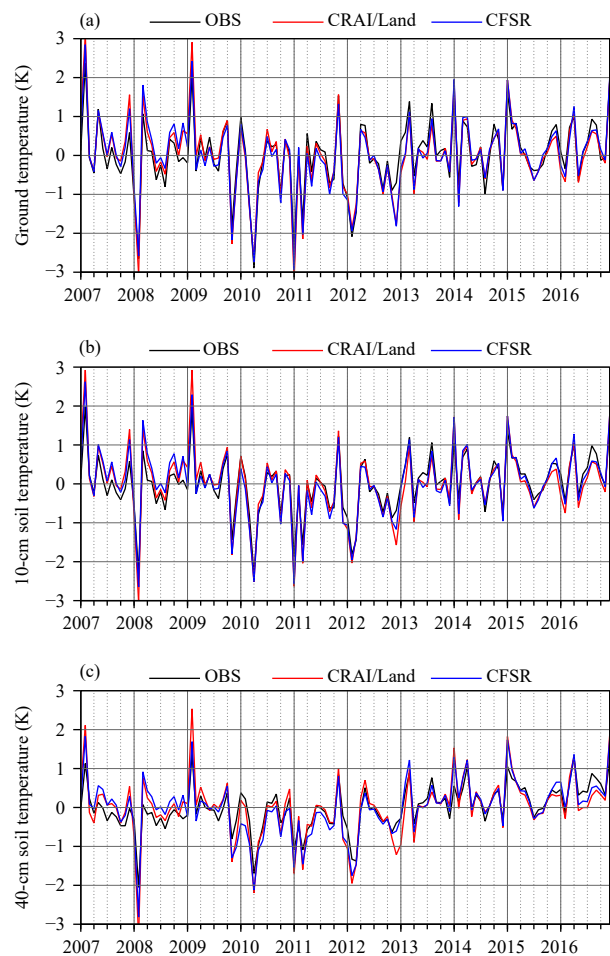 (a)
OBS CRAI/Land CFSR
Ground temperature (K)
3
2
1
0
−1
−2
−3
2007 2008 2009 2010 2011 2012 2013 2014 2015 2016
(b)
OBS CRAI/Land CFSR
10-cm soil temperature (K)
3
2
1
0
−1
−2
−3
2007 2008 2009 2010 2011 2012 2013 2014 2015 2016
(c)
OBS CRAI/Land CFSR
40-cm soil temperature (K)
3
2
1
0
−1
−2
−3
2007 2008 2009 2010 2011 2012 2013 2014 2015 2016